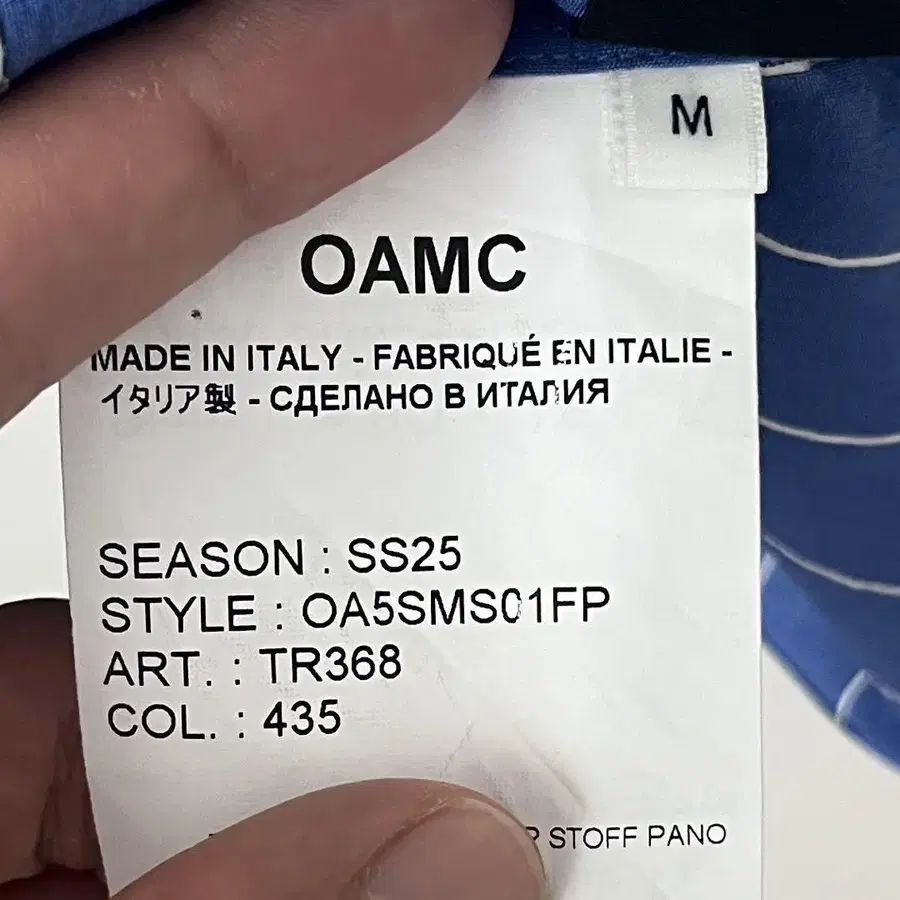 M
OAMC
MADE IN ITALY - FABRIQUÉ EN ITALIE -
イタリア製 - СДЕЛАНО В ИТАЛИЯ
SEASON : SS25
STYLE : OA5SMS01FP
ART. : TR368
COL. : 435
STOFF PANO